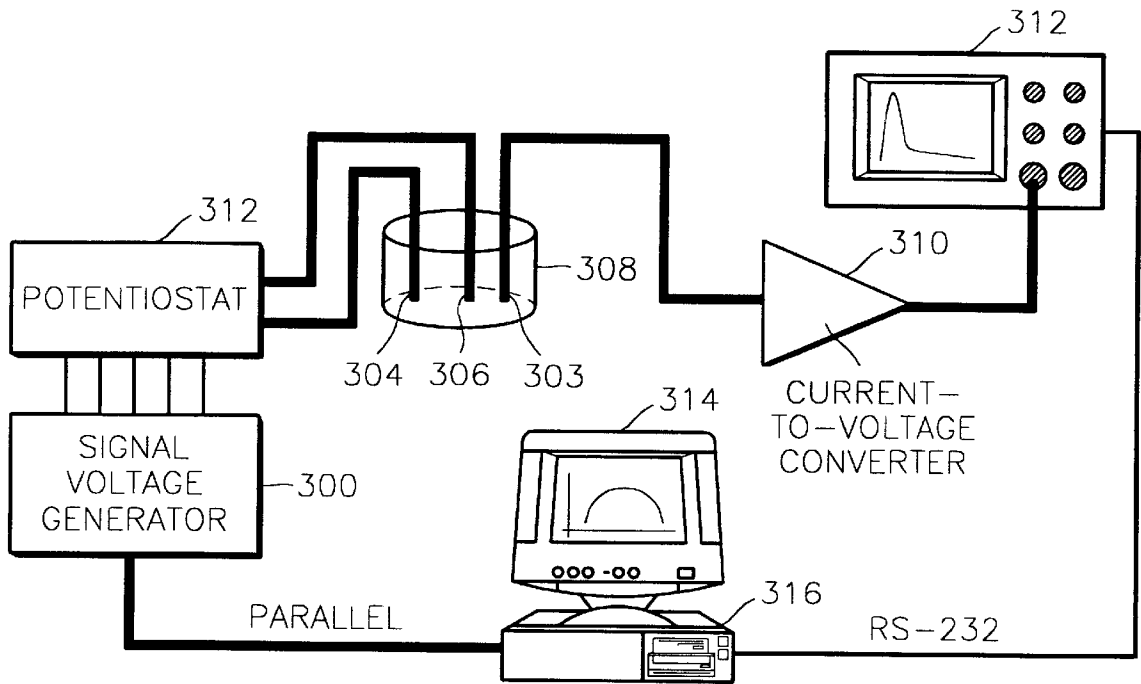 312
312
POTENTIOSTAT
308
310
304
306
303
CURRENT-
TO-VOLTAGE
CONVERTER
314
SIGNAL
VOLTAGE
GENERATOR
300
PARALLEL
316
RS-232